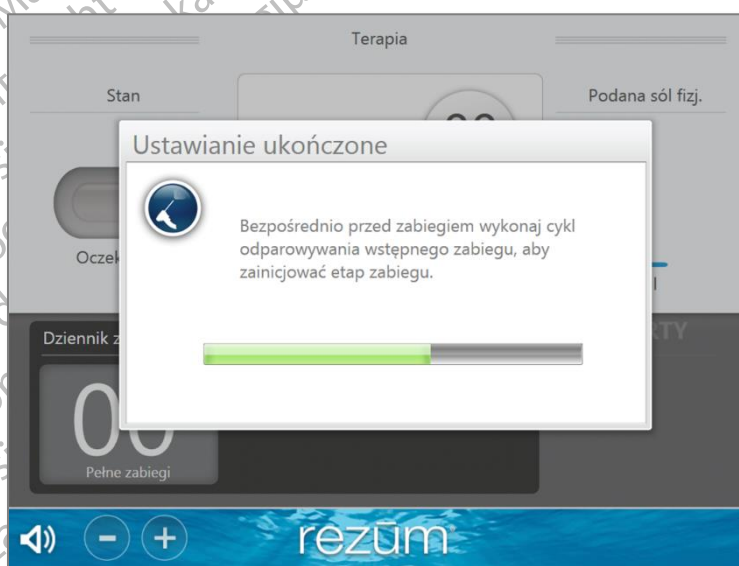 Terapia
Stan
Podana sól fizj.
Ustawianie ukończone
Bezpośrednio przed zabiegiem wykonaj cykl
odparowywania wstępnego zabiegu, aby
zainicjować etap zabiegu.
Dziennik
00
Pełne zabiegi
rezūm